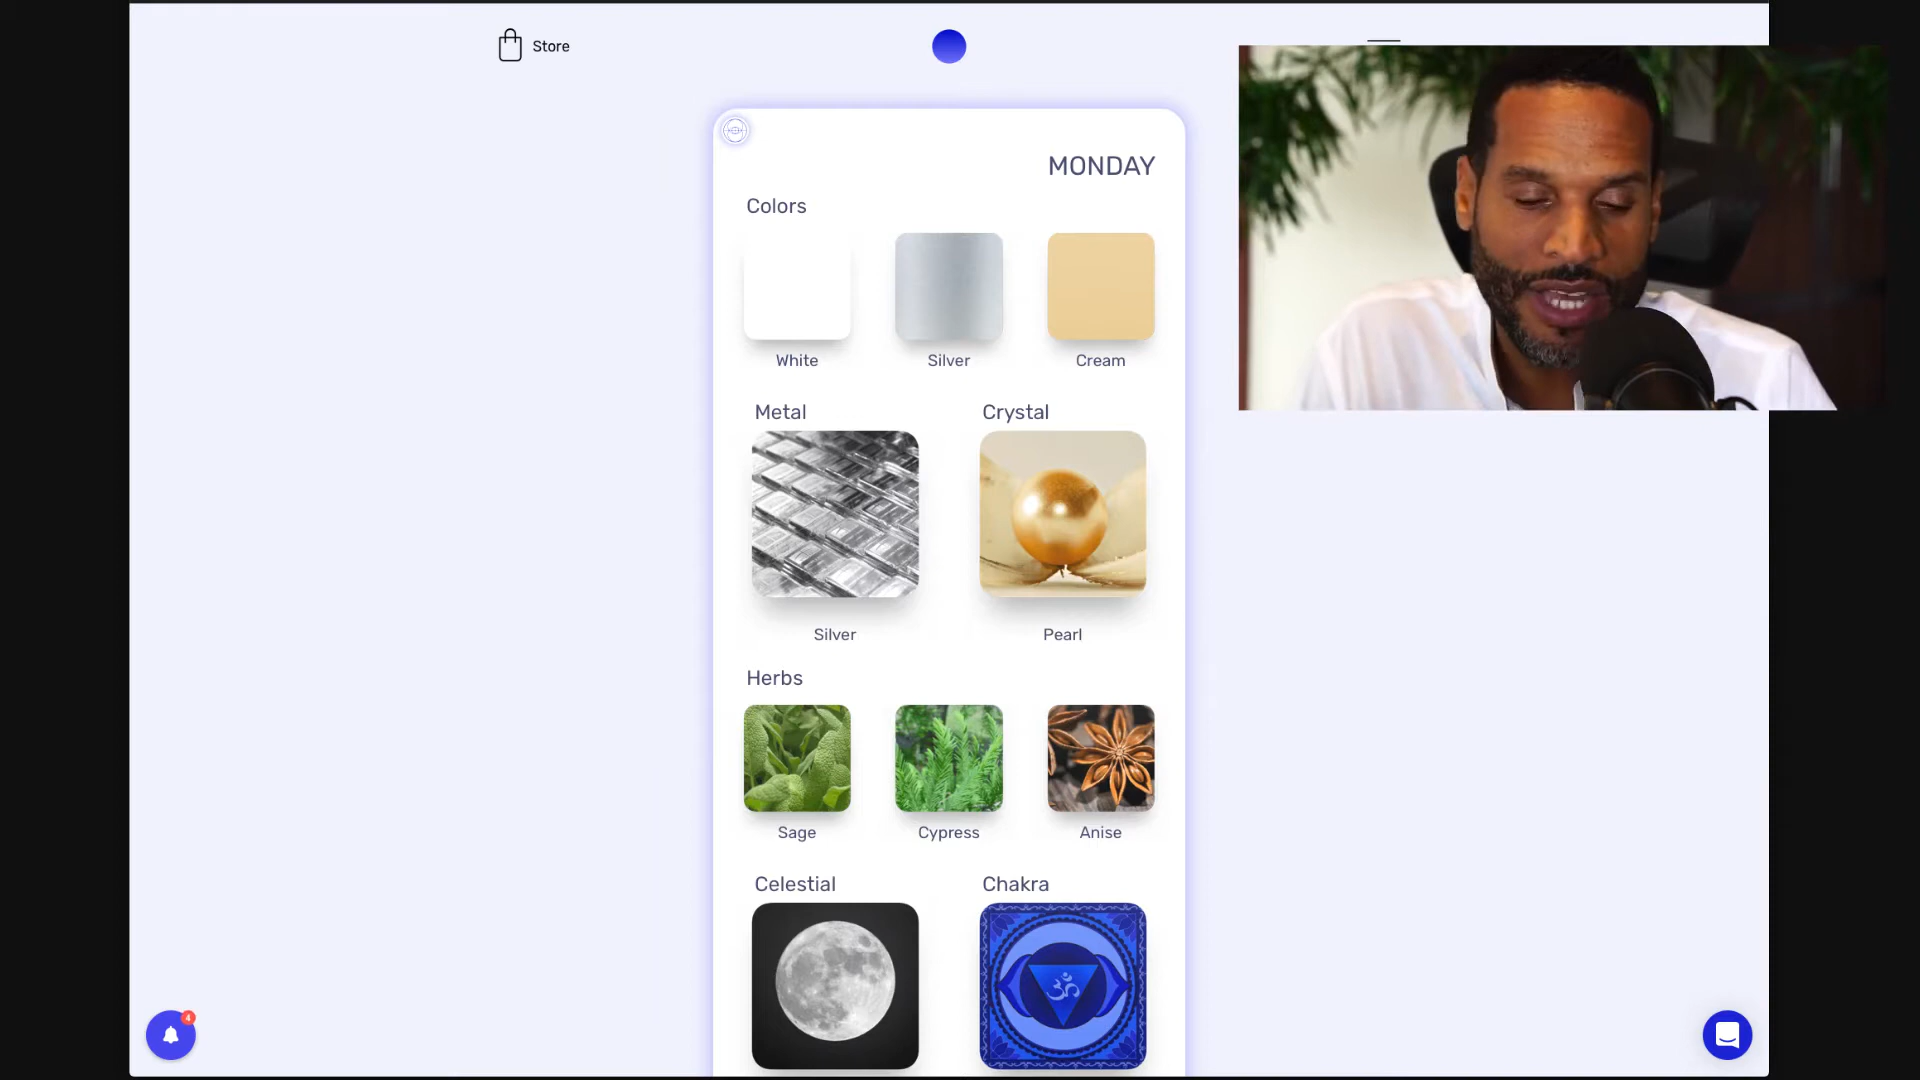 Store
MONDAY
Colors
White
Silver
Cream
Metal
Crystal
Silver
Pearl
Herbs
Sage
Cypress
Anise
Celestial
Chakra
ॐ
4